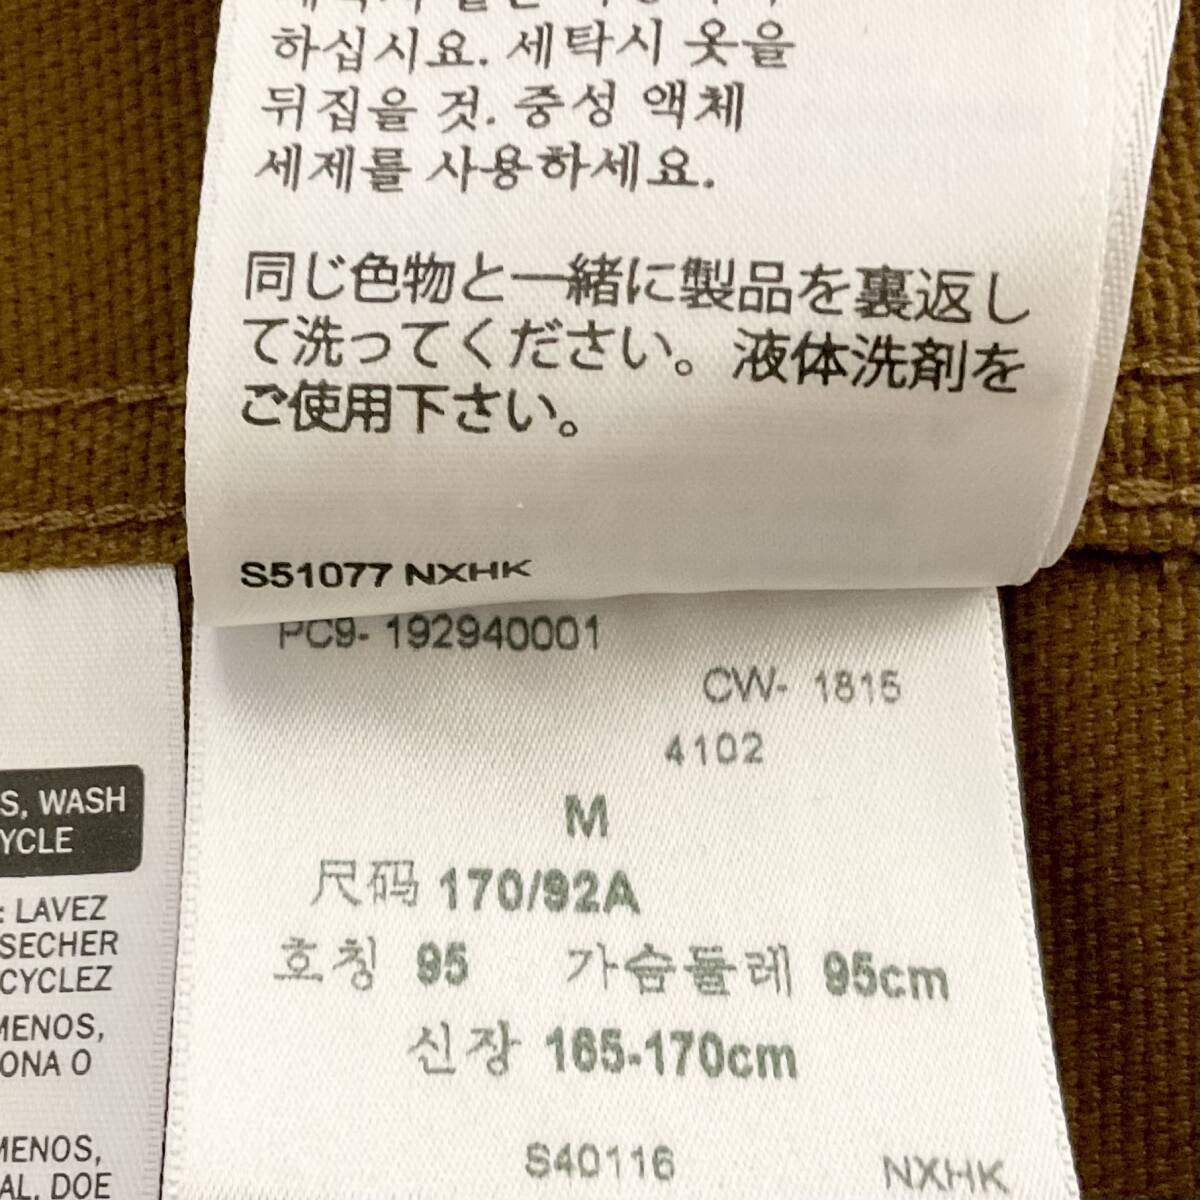 하십시요. 세탁시 옷을
뒤집을 것. 중성 액체
세제를 사용하세요.
同じ色物と一緒に製品を裏返し
て洗ってください。液体洗剤を
ご使用下さい。
S51077 NXHK
PC9- 192940001
CW- 1815
4102
M
尺码 170/92A
호칭 95 가슴둘레 95cm
신장 165-170cm
S40116 NXHK
S, WASH
YCLE
: LAVEZ
SECHER
CYCLEZ
MENOS,
ONA O
MENOS,
AL, DOE